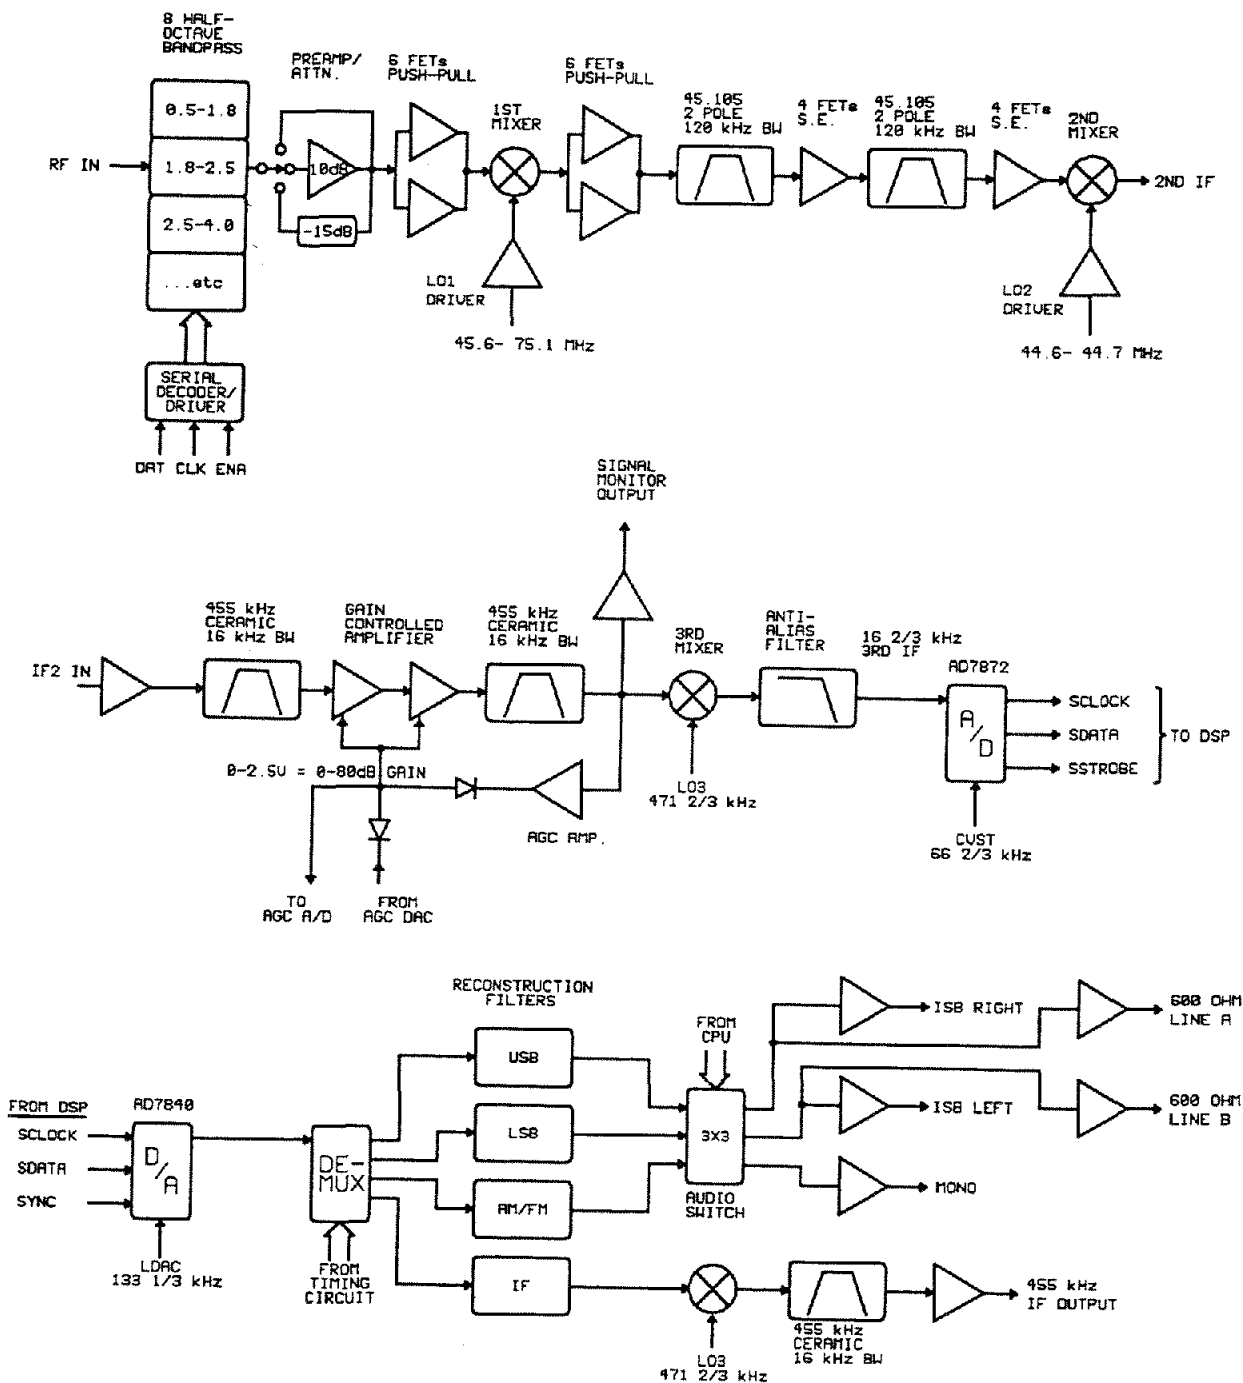 8 HALF-
OCTAVE
BANDPASS
0.5-1.8
1.8-2.5
2.5-4.0
...etc
RF IN
SERIAL
DECODER/
DRIVER
DAT CLK ENA
PREAMP/
ATTN.
10dB
-15dB
6 FETs
PUSH-PULL
1ST
MIXER
LO1
DRIVER
45.6- 75.1 MHz
6 FETs
PUSH-PULL
45.105
2 POLE
120 kHz BW
4 FETs
S.E.
45.105
2 POLE
120 kHz BW
4 FETs
S.E.
2ND
MIXER
2ND IF
LO2
DRIVER
44.6- 44.7 MHz
SIGNAL
MONITOR
OUTPUT
IF2 IN
455 kHz
CERAMIC
16 kHz BW
GAIN
CONTROLLED
AMPLIFIER
455 kHz
CERAMIC
16 kHz BW
3RD
MIXER
ANTI-
ALIAS
FILTER
16 2/3 kHz
3RD IF
AD7872
A/D
SCLOCK
SDATA
SSTROBE
TO DSP
0-2.5V = 0-80dB GAIN
AGC AMP.
LO3
471 2/3 kHz
CVST
66 2/3 kHz
TO
AGC A/D
FROM
AGC DAC
RECONSTRUCTION
FILTERS
FROM DSP
SCLOCK
SDATA
SYNC
AD7840
D/A
LDAC
133 1/3 kHz
DE-
MUX
FROM
TIMING
CIRCUIT
USB
LSB
AM/FM
IF
FROM
CPU
3X3
AUDIO
SWITCH
ISB RIGHT
600 OHM
LINE A
ISB LEFT
600 OHM
LINE B
MONO
LO3
471 2/3 kHz
455 kHz
CERAMIC
16 kHz BW
455 kHz
IF OUTPUT